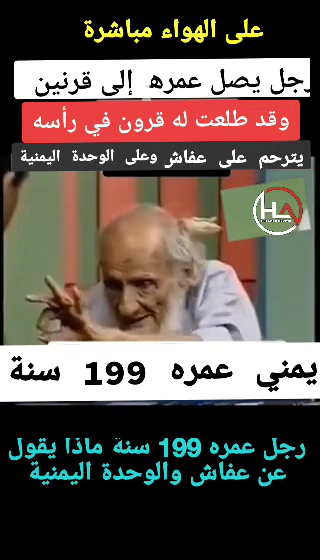 على الهواء مباشرة
رجل يصل عمره إلى قرنين
وقد طلعت له قرون في رأسه
يترحم على عفاش وعلى الوحدة اليمنية
HA
يمني عمره 199 سنة
رجل عمره 199 سنة ماذا يقول
عن عفاش والوحدة اليمنية